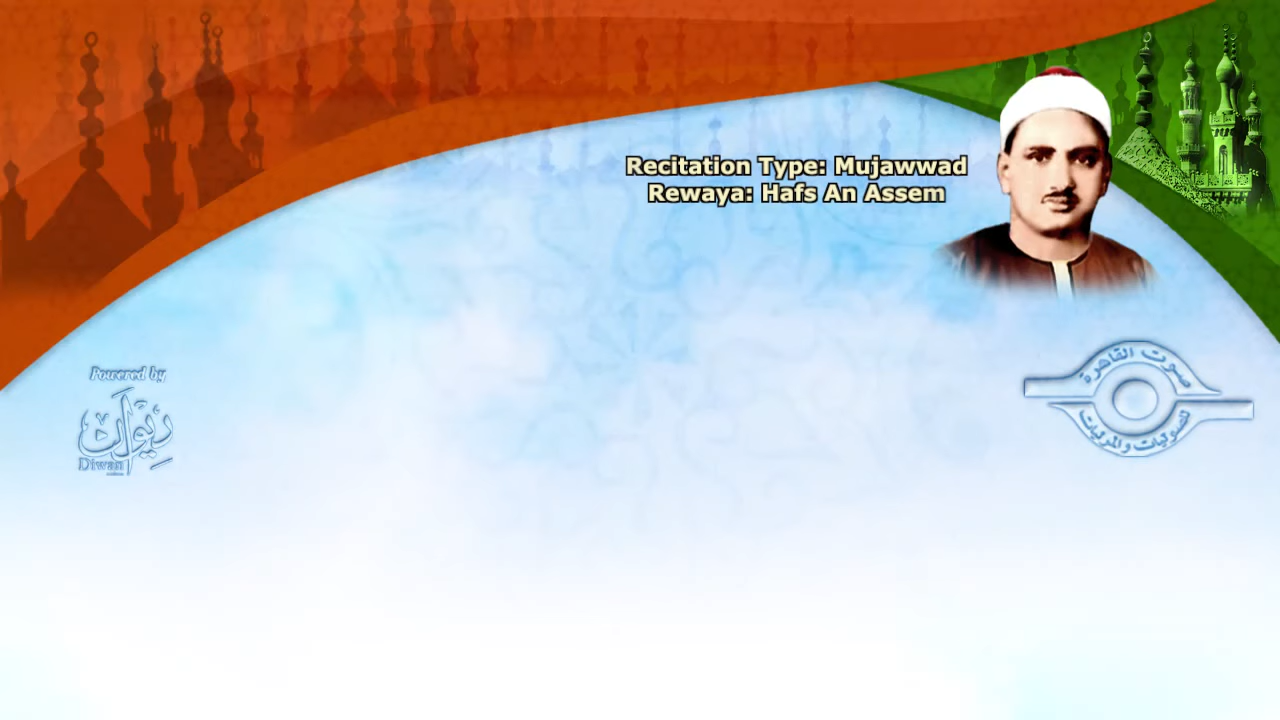 Recitation Type: Mujawwad
Rewaya: Hafs An Assem
Powered by
ديوان
Diwan
صوت القاهرة
للصوتيات والمرئيات